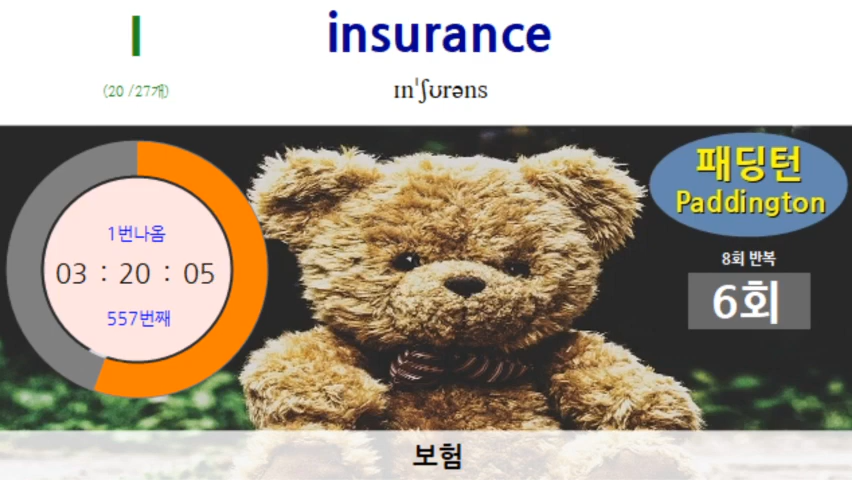 I
(20 /27개)
insurance
ɪnˈʃʊrəns
1번나옴
03 : 20 : 05
557번째
패딩턴
Paddington
8회 반복
6회
보험